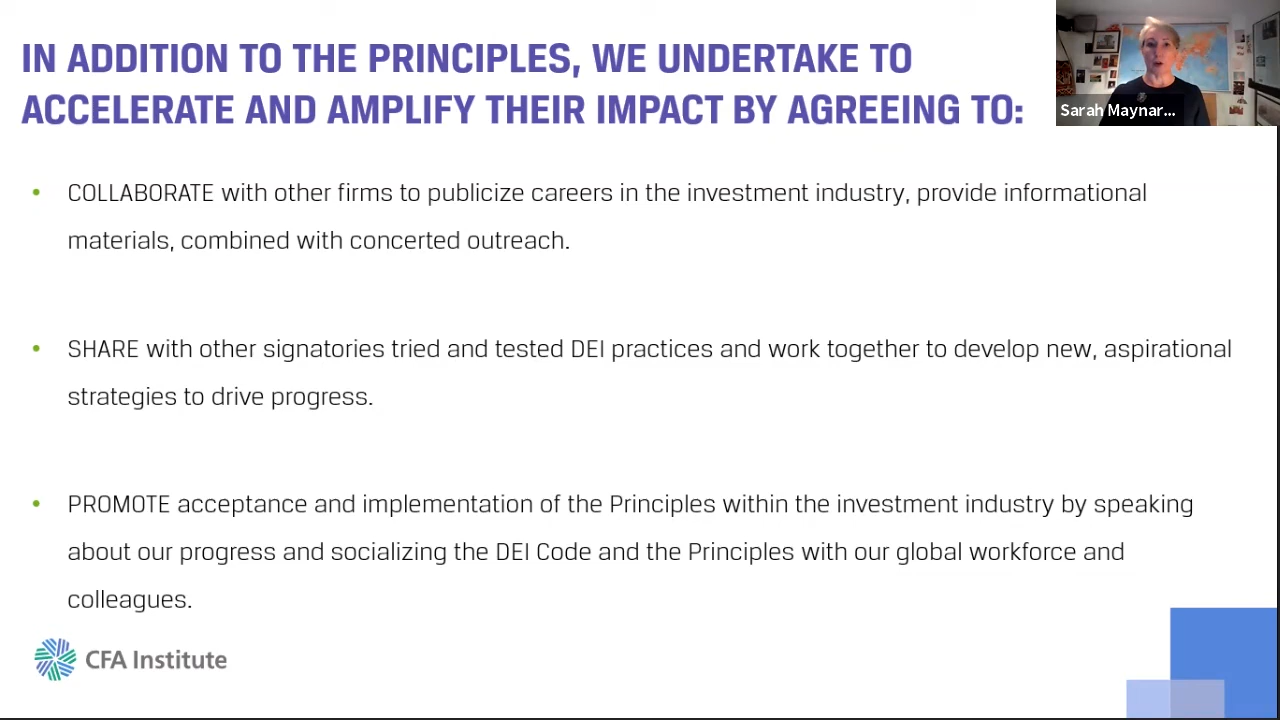 IN ADDITION TO THE PRINCIPLES, WE UNDERTAKE TO
ACCELERATE AND AMPLIFY THEIR IMPACT BY AGREEING TO:
Sarah Maynar...
• COLLABORATE with other firms to publicize careers in the investment industry, provide informational
materials, combined with concerted outreach.
• SHARE with other signatories tried and tested DEI practices and work together to develop new, aspirational
strategies to drive progress.
• PROMOTE acceptance and implementation of the Principles within the investment industry by speaking
about our progress and socializing the DEI Code and the Principles with our global workforce and
colleagues.
CFA Institute